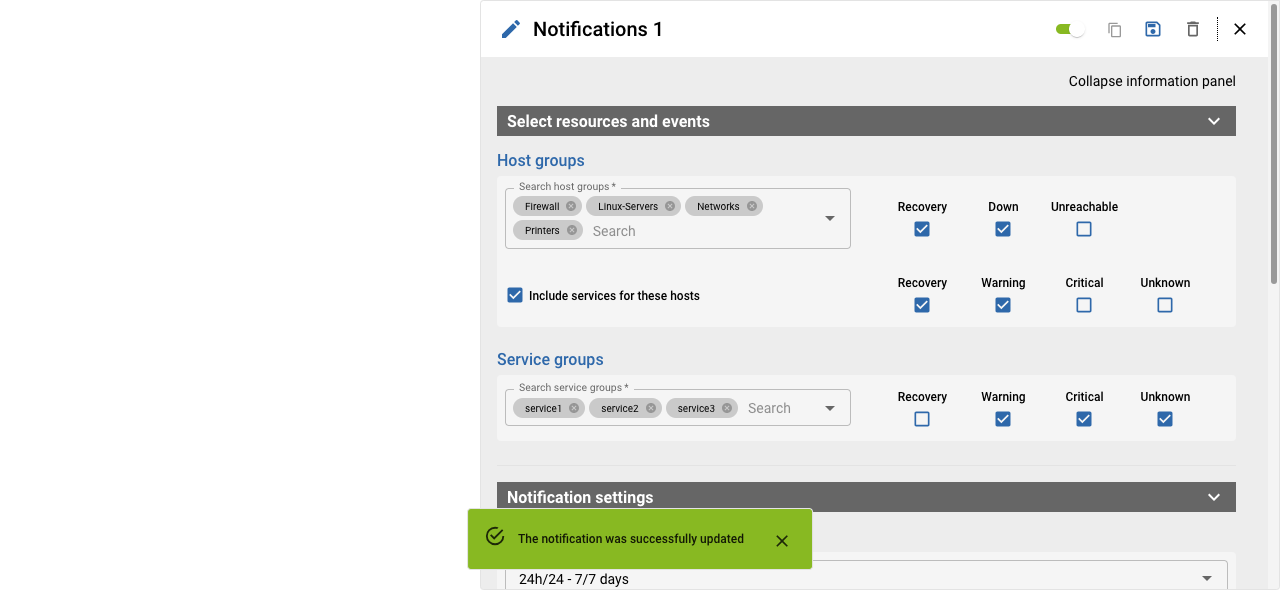 Notifications 1
Collapse information panel
Select resources and events
Host groups
Search host groups *
Firewall Linux-Servers Networks
Printers Search
Recovery Down Unreachable
Include services for these hosts
Recovery Warning Critical Unknown
Service groups
Search service groups *
service1 service2 service3 Search
Recovery Warning Critical Unknown
Notification settings
The notification was successfully updated
24h/24 - 7/7 days